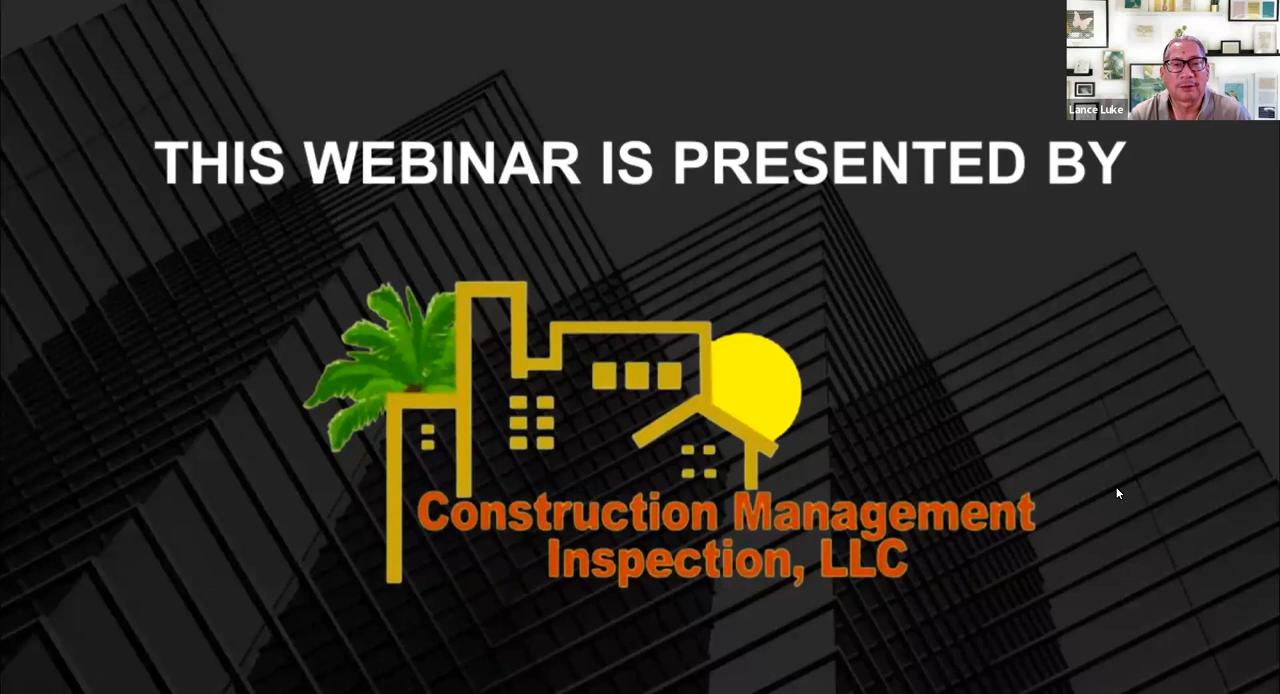 Lance Luke
THIS WEBINAR IS PRESENTED BY
Construction Management
Inspection, LLC